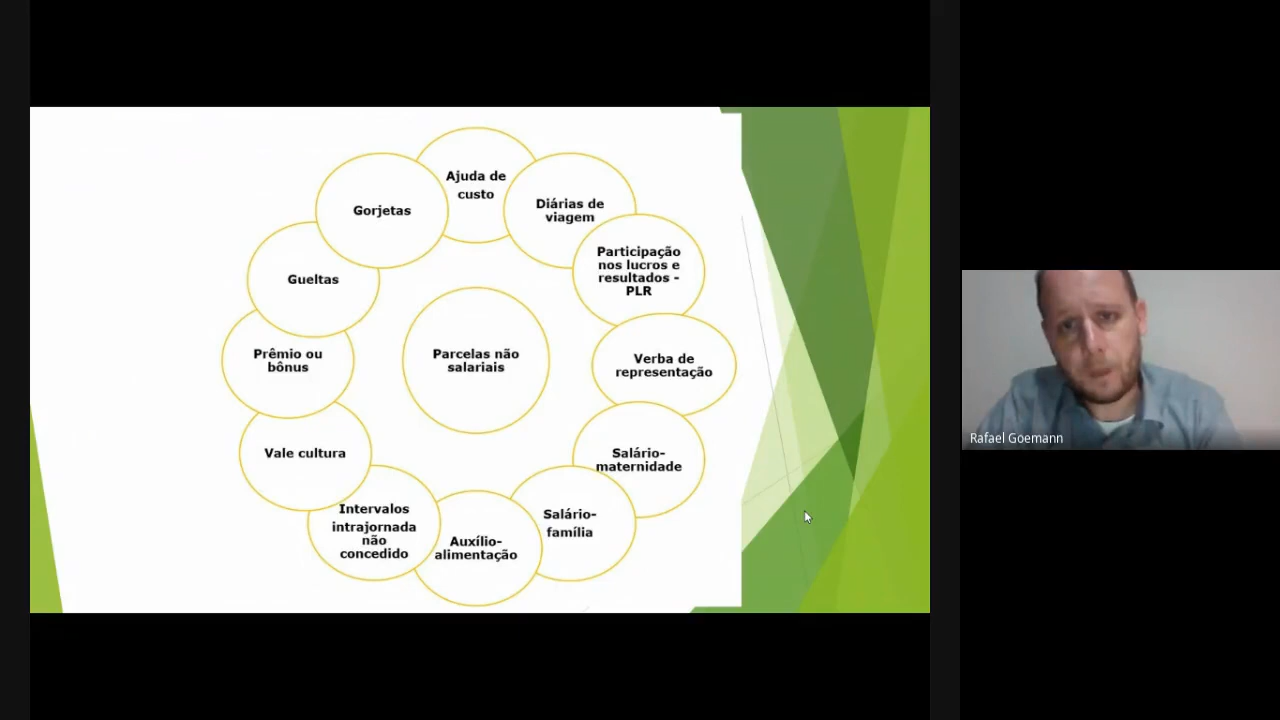 Ajuda de
custo
Diárias de
viagem
Participação
nos lucros e
resultados -
PLR
Verba de
representação
Salário-
maternidade
Salário-
família
Auxílio-
alimentação
Intervalos
intrajornada
não
concedido
Vale cultura
Prêmio ou
bônus
Gueltas
Gorjetas
Parcelas não
salariais
Rafael Goemann